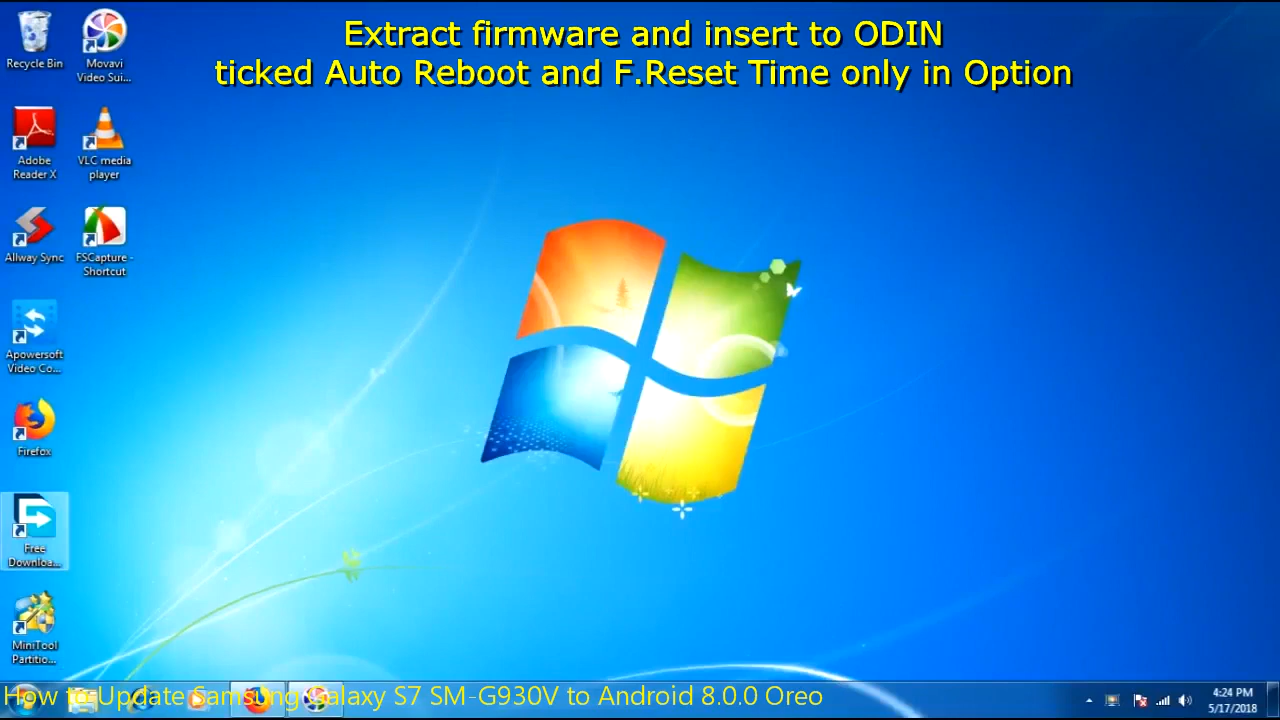 Extract firmware and insert to ODIN
ticked Auto Reboot and F.Reset Time only in Option
Recycle Bin
Movavi
Video Sui...
Adobe
Reader X
VLC media
player
Allway Sync
FSCapture -
Shortcut
Apowersoft
Video Co...
Firefox
Free
Downloa...
MiniTool
Partitio...
How to Update Samsung Galaxy S7 SM-G930V to Android 8.0.0 Oreo
4:24 PM
5/17/2018